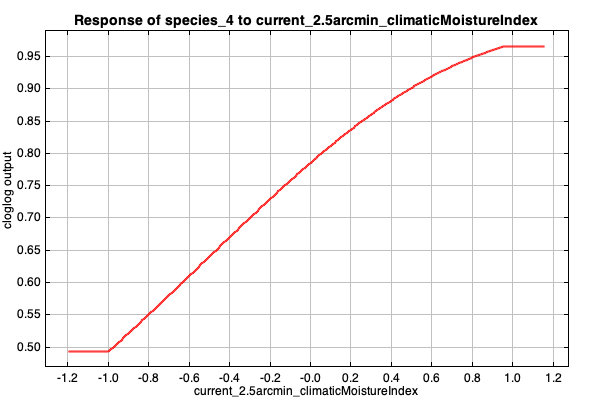 Response of species_4 to current_2.5arcmin_climaticMoistureIndex
cloglog output
0.95
0.90
0.85
0.80
0.75
0.70
0.65
0.60
0.55
0.50
-1.2 -1.0 -0.8 -0.6 -0.4 -0.2 -0.0 0.2 0.4 0.6 0.8 1.0 1.2
current_2.5arcmin_climaticMoistureIndex